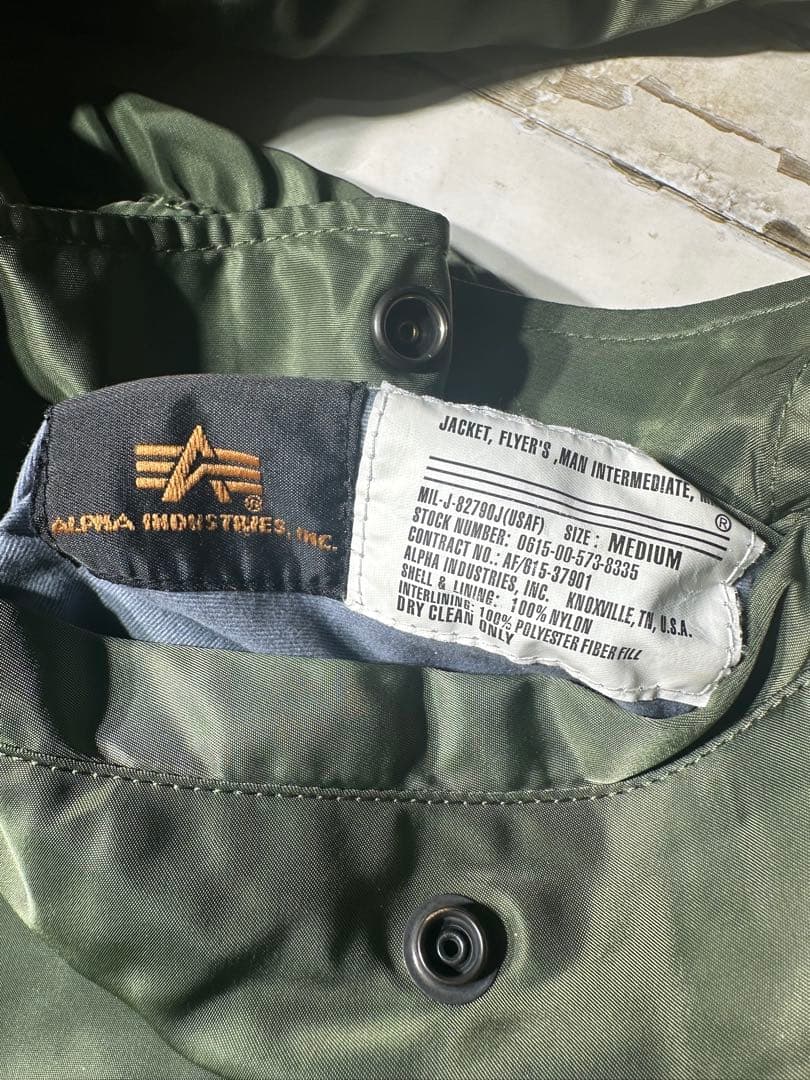 ALPHA INDUSTRIES, INC.
®
JACKET, FLYER'S ,MAN INTERMEDIATE,
®
MIL-J-82790J(USAF) SIZE : MEDIUM
STOCK NUMBER: 0615-00-573-8335
CONTRACT NO.: AF/615-37901
ALPHA INDUSTRIES, INC. KNOXVILLE, TN, U.S.A.
SHELL & LINING: 100% NYLON
INTERLINING: 100% POLYESTER FIBER FILL
DRY CLEAN ONLY